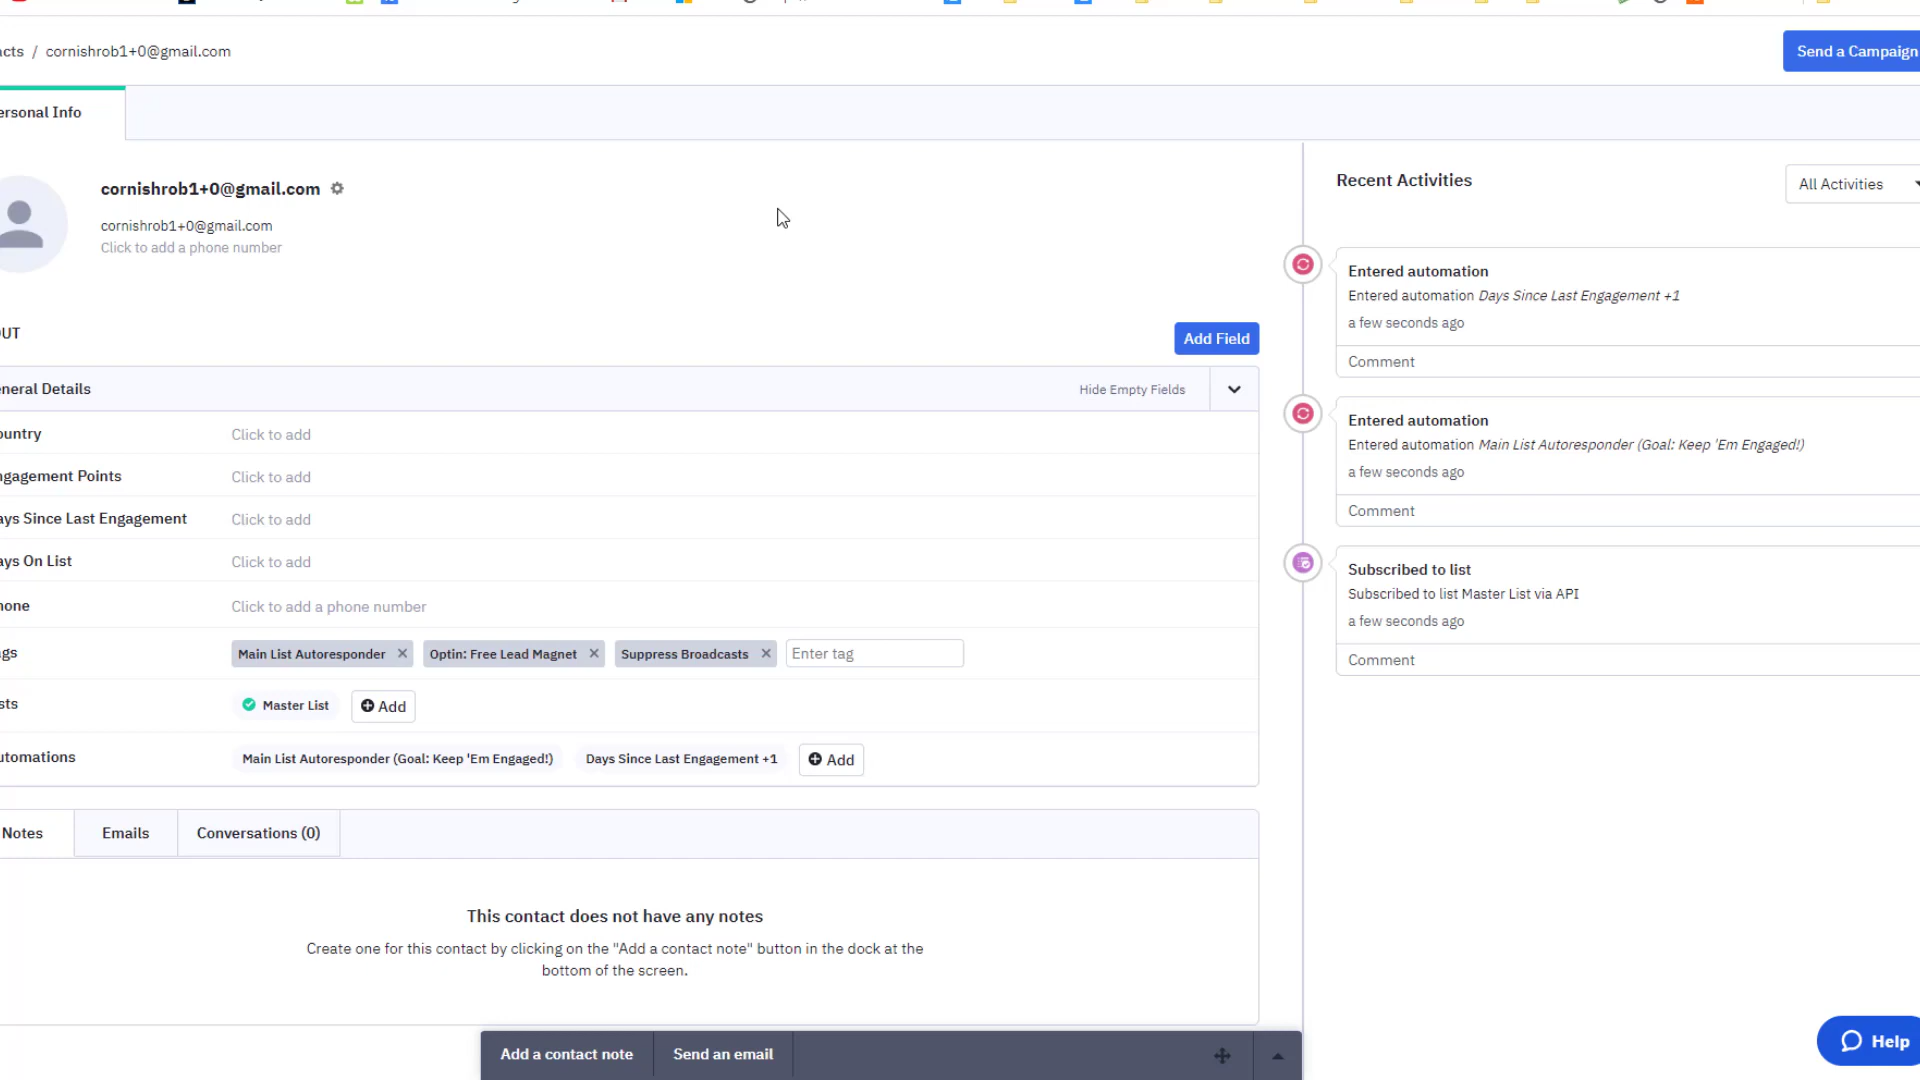 acts / cornishrob1+0@gmail.com
Send a Campaign
ersonal Info
cornishrob1+0@gmail.com
cornishrob1+0@gmail.com
Click to add a phone number
Recent Activities
All Activities
Entered automation
Entered automation Days Since Last Engagement +1
a few seconds ago
Comment
OUT
Add Field
eneral Details
Hide Empty Fields
Entered automation
Entered automation Main List Autoresponder (Goal: Keep 'Em Engaged!)
a few seconds ago
Comment
ountry
Click to add
ngagement Points
Click to add
ays Since Last Engagement
Click to add
ays On List
Click to add
hone
Click to add a phone number
Subscribed to list
Subscribed to list Master List via API
a few seconds ago
Comment
ags
Main List Autoresponder
Optin: Free Lead Magnet
Suppress Broadcasts
Enter tag
sts
Master List
Add
utomations
Main List Autoresponder (Goal: Keep 'Em Engaged!)
Days Since Last Engagement +1
Add
Notes
Emails
Conversations (0)
This contact does not have any notes
Create one for this contact by clicking on the "Add a contact note" button in the dock at the
bottom of the screen.
Add a contact note
Send an email
Help